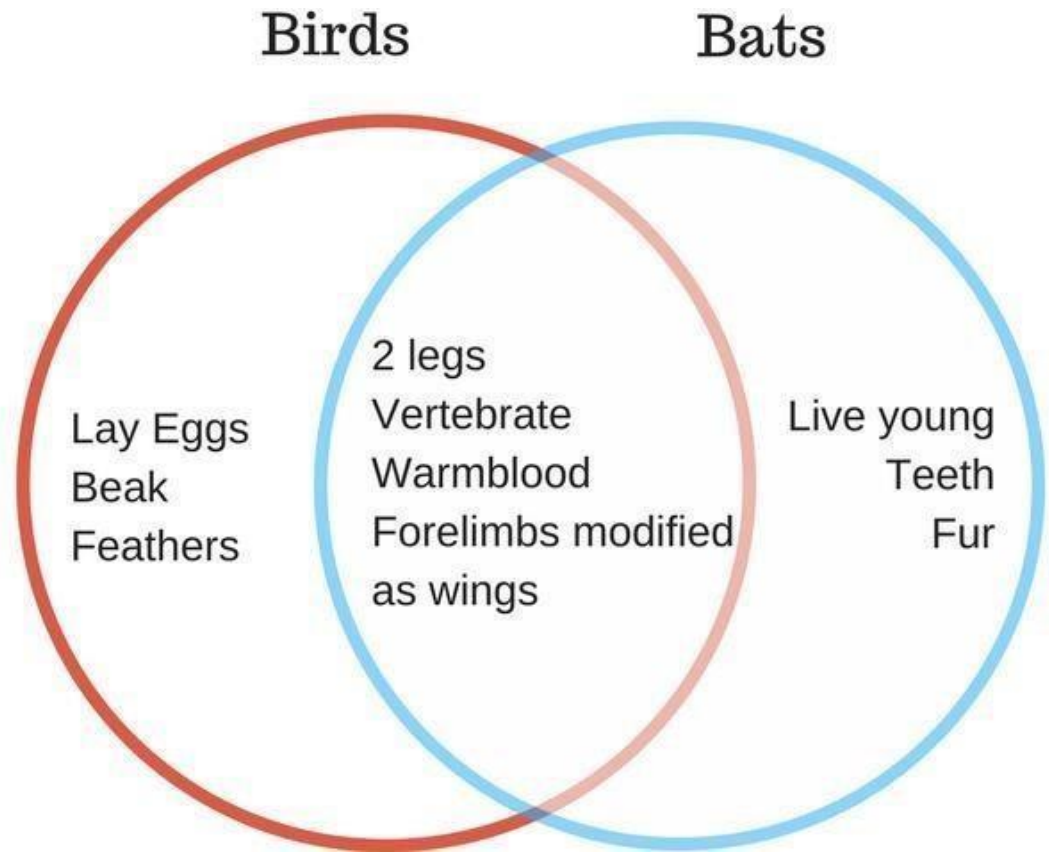 Birds
Bats
Lay Eggs
Beak
Feathers
2 legs
Vertebrate
Warmblood
Forelimbs modified
as wings
Live young
Teeth
Fur